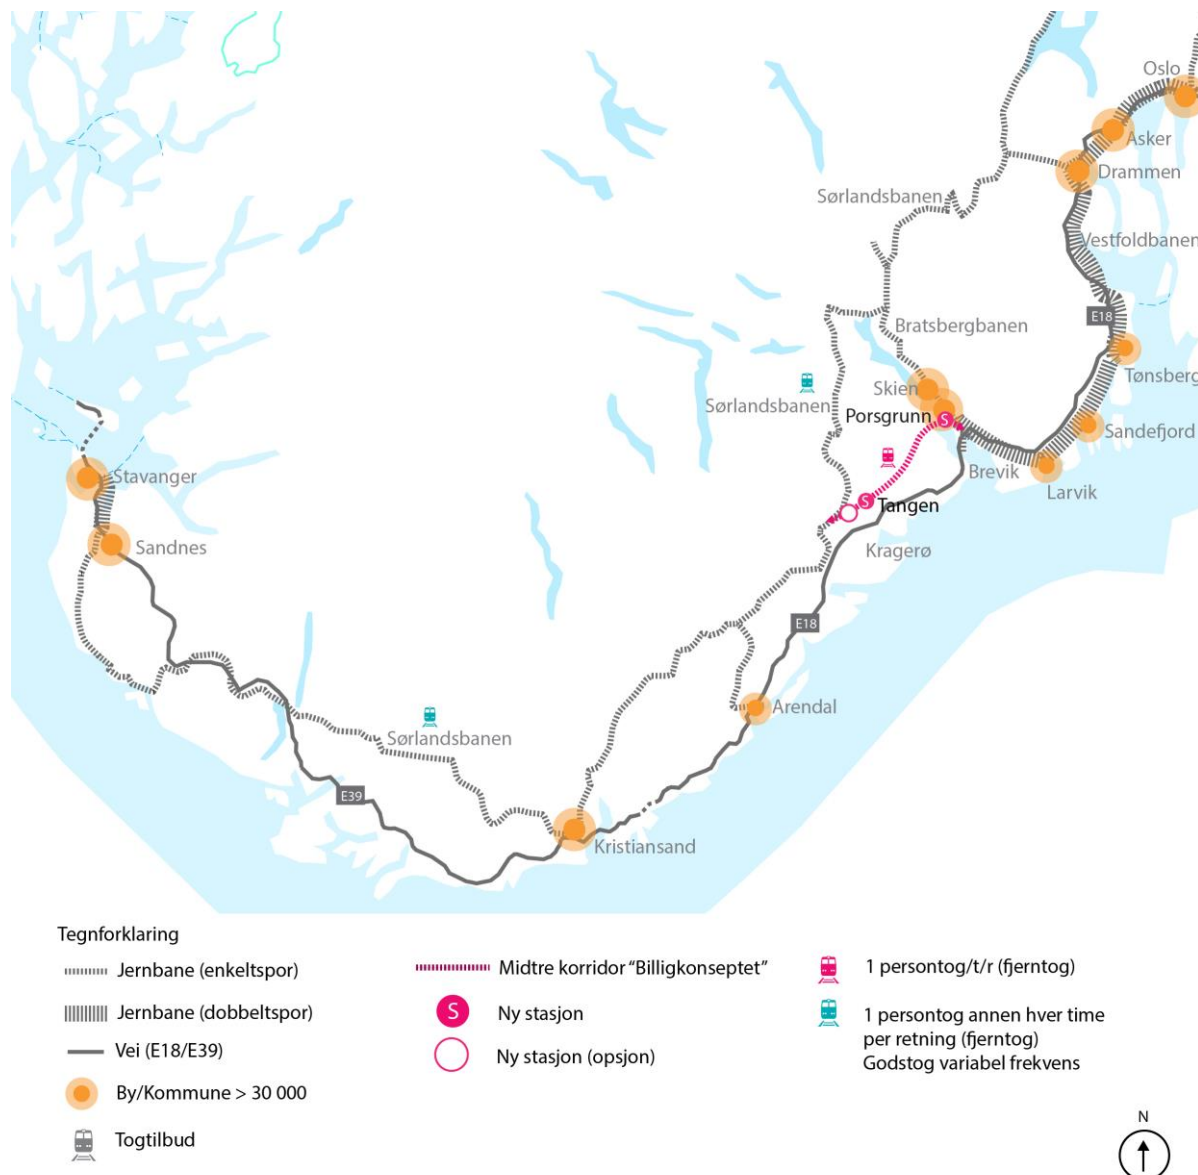 Oslo
Asker
Drammen
Sørlandsbanen
Vestfoldbanen
E18
Bratsbergbanen
Tønsberg
Skien
Sørlandsbanen
Porsgrunn
S
Sandefjord
Brevik
Larvik
Stavanger
S
Tangen
Sandnes
Kragerø
E18
Arendal
Sørlandsbanen
E39
Kristiansand
Tegnforklaring
Jernbane (enkeltspor)
Jernbane (dobbeltspor)
Vei (E18/E39)
By/Kommune > 30 000
Togtilbud
Midtre korridor "Billigkonseptet"
S
Ny stasjon
Ny stasjon (opsjon)
1 persontog/t/r (fjerntog)
1 persontog annen hver time
per retning (fjerntog)
Godstog variabel frekvens
N